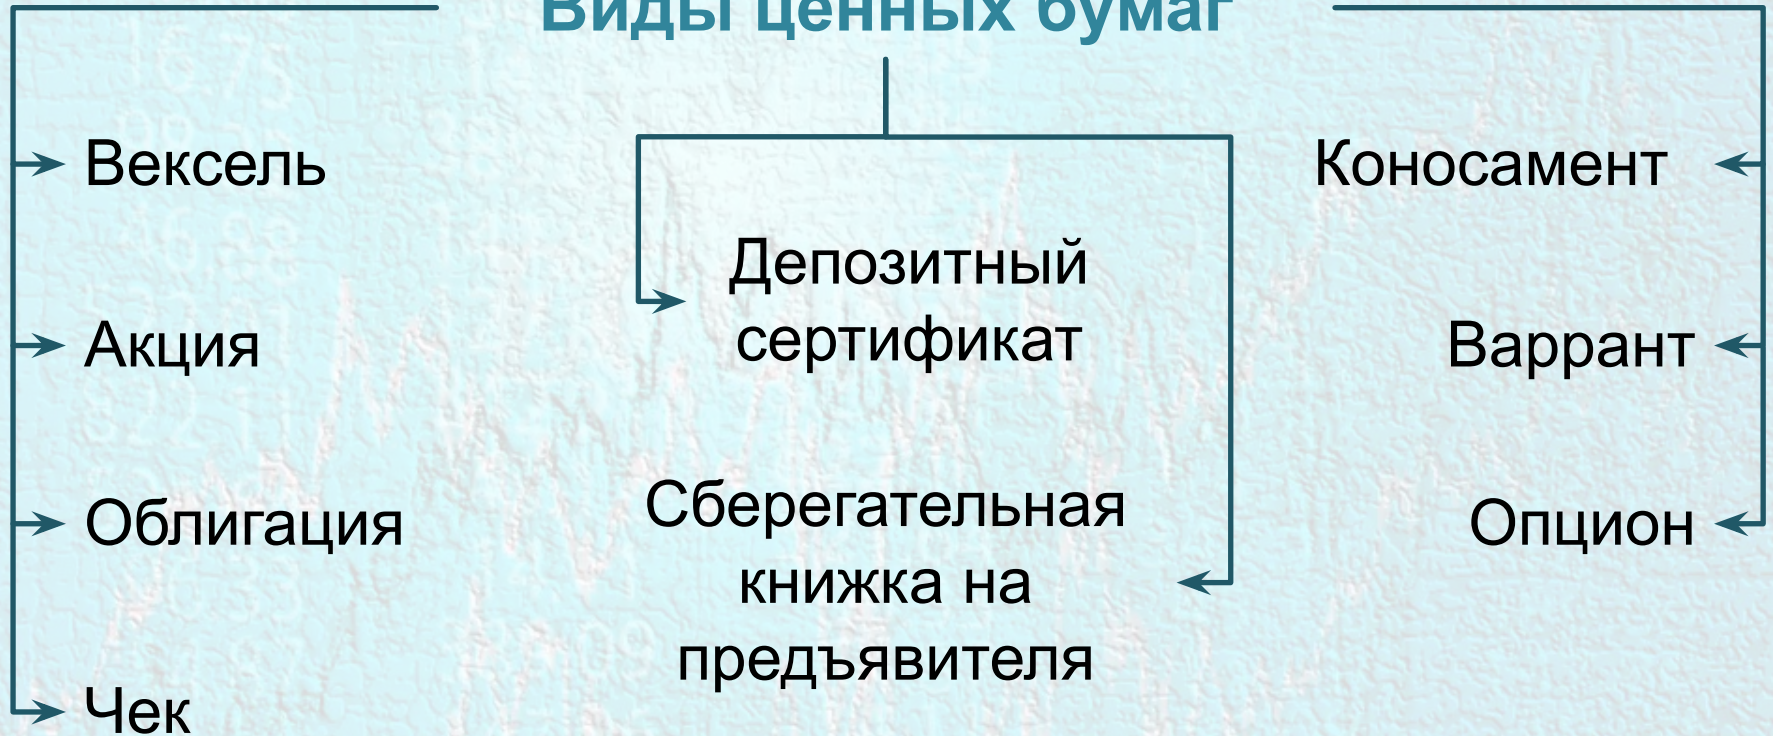 Виды ценных бумаг
Вексель
Акция
Облигация
Чек
Депозитный
сертификат
Сберегательная
книжка на
предъявителя
Коносамент
Варрант
Опцион